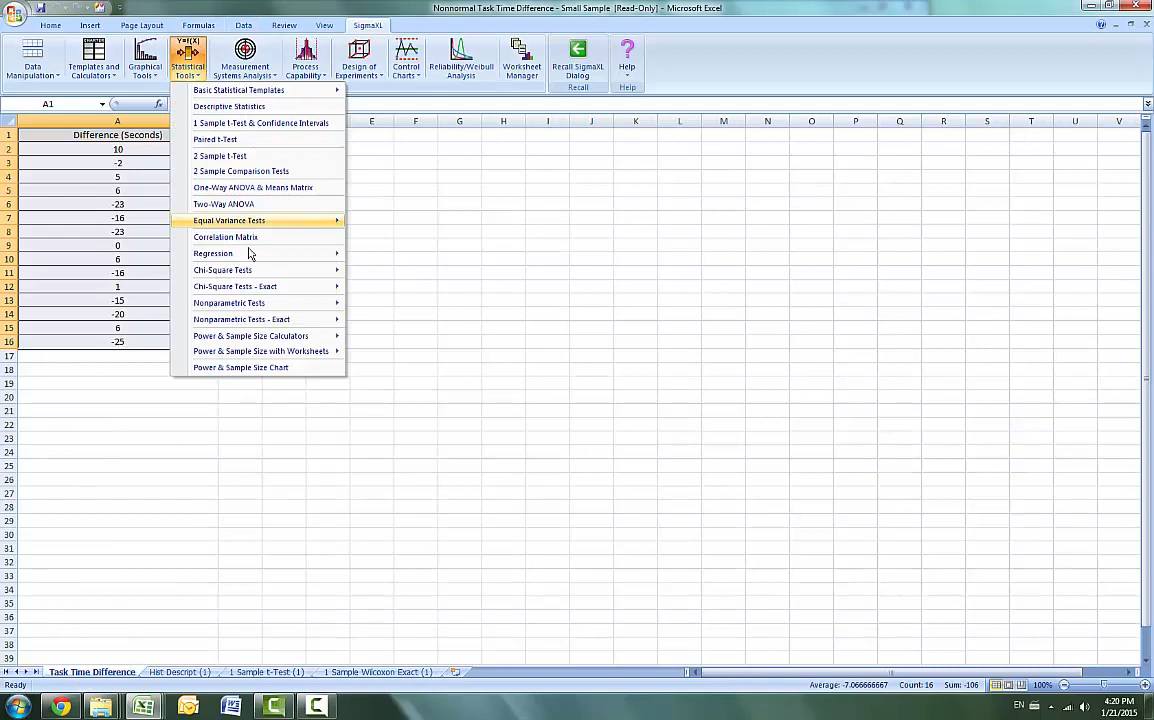 Nonnormal Task Time Difference - Small Sample [Read-Only] - Microsoft Excel
Home Insert Page Layout Formulas Data Review View SigmaXL
Y=f(X)
Data Manipulation
Templates and Calculators
Graphical Tools
Statistical Tools
Measurement Systems Analysis
Process Capability
Design of Experiments
Control Charts
Reliability/Weibull Analysis
Worksheet Manager
Recall SigmaXL Dialog
Help
Recall Help
A1 fx
A E F G H I J K L M N O P Q R S T U V
1 Difference (Seconds)
2 10
3 -2
4 5
5 6
6 -23
7 -16
8 -23
9 0
10 6
11 -16
12 1
13 -15
14 -20
15 6
16 -25
17
18
19
20
21
22
23
24
25
26
27
28
29
30
31
32
33
34
35
36
37
38
39
Basic Statistical Templates
Descriptive Statistics
1 Sample t-Test & Confidence Intervals
Paired t-Test
2 Sample t-Test
2 Sample Comparison Tests
One-Way ANOVA & Means Matrix
Two-Way ANOVA
Equal Variance Tests
Correlation Matrix
Regression
Chi-Square Tests
Chi-Square Tests - Exact
Nonparametric Tests
Nonparametric Tests - Exact
Power & Sample Size Calculators
Power & Sample Size with Worksheets
Power & Sample Size Chart
Task Time Difference Hist Descript (1) 1 Sample t-Test (1) 1 Sample Wilcoxon Exact (1)
Ready Average: -7.066666667 Count: 16 Sum: -106 100%
EN 4:20 PM
1/21/2015